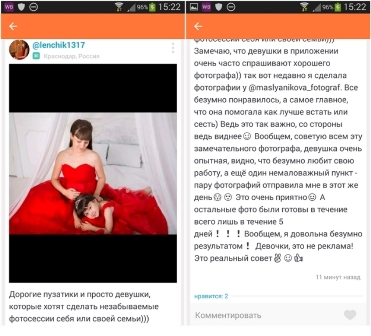 W0 96% 15:22
@lenchik1317
Краснодар, Россия
Дорогие пузатики и просто девушки,
которые хотят сделать незабываемые
фотосессии себя или своей семьи)))
W0 96% 15:22
фотосессии себя или своей семьи)))
Замечаю, что девушки в приложении
очень часто спрашивают хорошего
фотографа)) так вот недавно я сделала
фотографии у @maslyanikova_fotograf. Все
безумно понравилось, а самое главное,
что она помогала как лучше встать или
сесть) Ведь это так важно, со стороны
ведь виднее😉 Вообщем, советую всем эту
замечательного фотографа, девушка очень
опытная, видно, что безумно любит свою
работу, а ещё один немаловажный пункт -
пару фотографий отправила мне в этот же
день😍😚 Это очень приятно☺ А
остальные фото были готовы в течение
всего лишь в течение 5
дней❗❗❗Вообщем, я довольна безумно
результатом❗ Девочки, это не реклама!
Это реальный совет✌☺👍
11 минут назад
нравится: 2
Комментировать